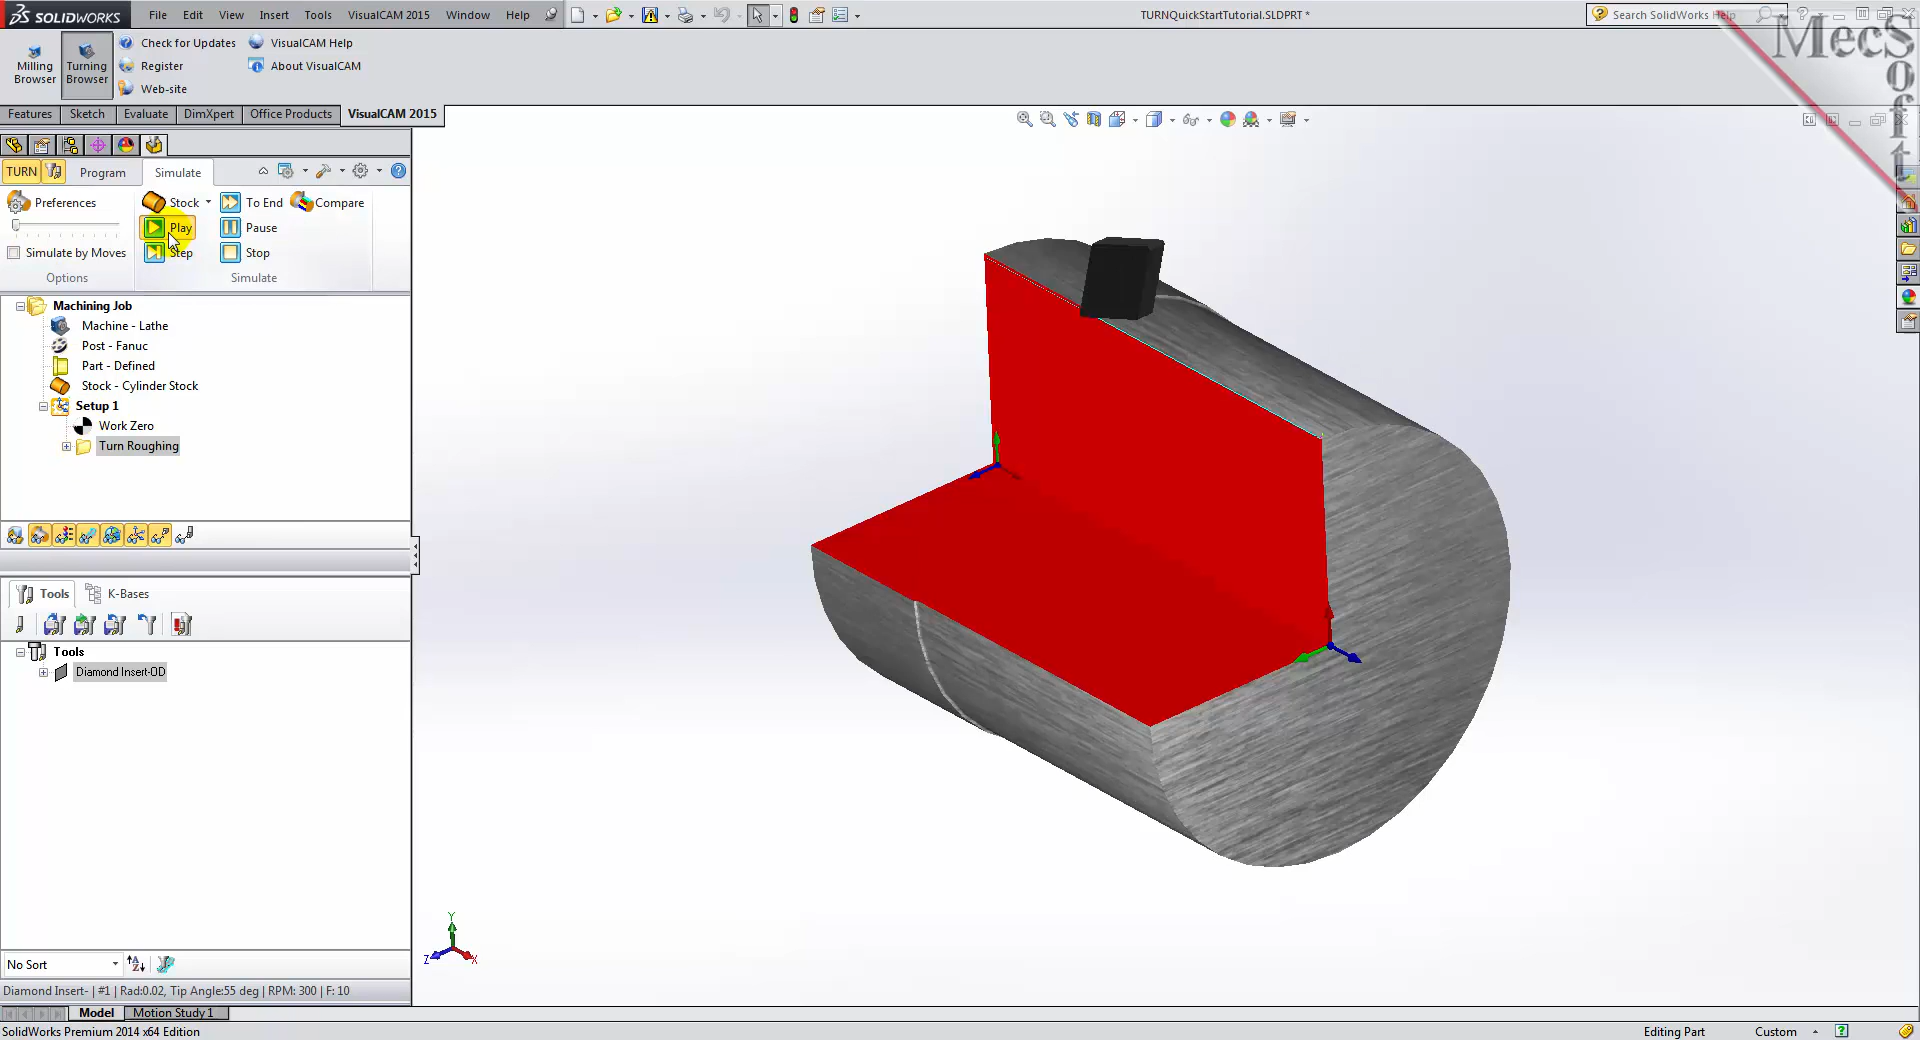 SOLIDWORKS File Edit View Insert Tools VisualCAM 2015 Window Help TURNQuickStartTutorial.SLDPRT * Search SolidWorks Help
MecSoft
Milling Browser
Turning Browser
Check for Updates VisualCAM Help
Register About VisualCAM
Web-site
Features Sketch Evaluate DimXpert Office Products VisualCAM 2015
TURN Program Simulate
Preferences Stock To End Compare
Play Pause
Simulate by Moves Step Stop
Options Simulate
Machining Job
Machine - Lathe
Post - Fanuc
Part - Defined
Stock - Cylinder Stock
Setup 1
Work Zero
Turn Roughing
Tools K-Bases
Tools
Diamond Insert-OD
Y
Z X
No Sort
Diamond Insert- | #1 | Rad:0.02, Tip Angle:55 deg | RPM: 300 | F: 10
Model Motion Study 1
SolidWorks Premium 2014 x64 Edition Editing Part Custom